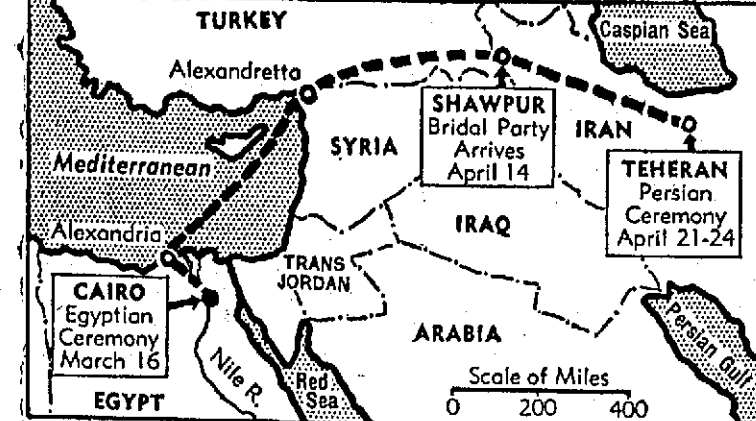 TURKEY
Caspian Sea
Alexandretta
SHAWPUR
Bridal Party
Arrives
April 14
IRAN
SYRIA
Mediterranean
TEHERAN
Persian
Ceremony
April 21-24
Alexandria
IRAQ
TRANS
JORDAN
CAIRO
Egyptian
Ceremony
March 16
ARABIA
Persian Gulf
Nile R.
Red
Sea
Scale of Miles
0 200 400
EGYPT